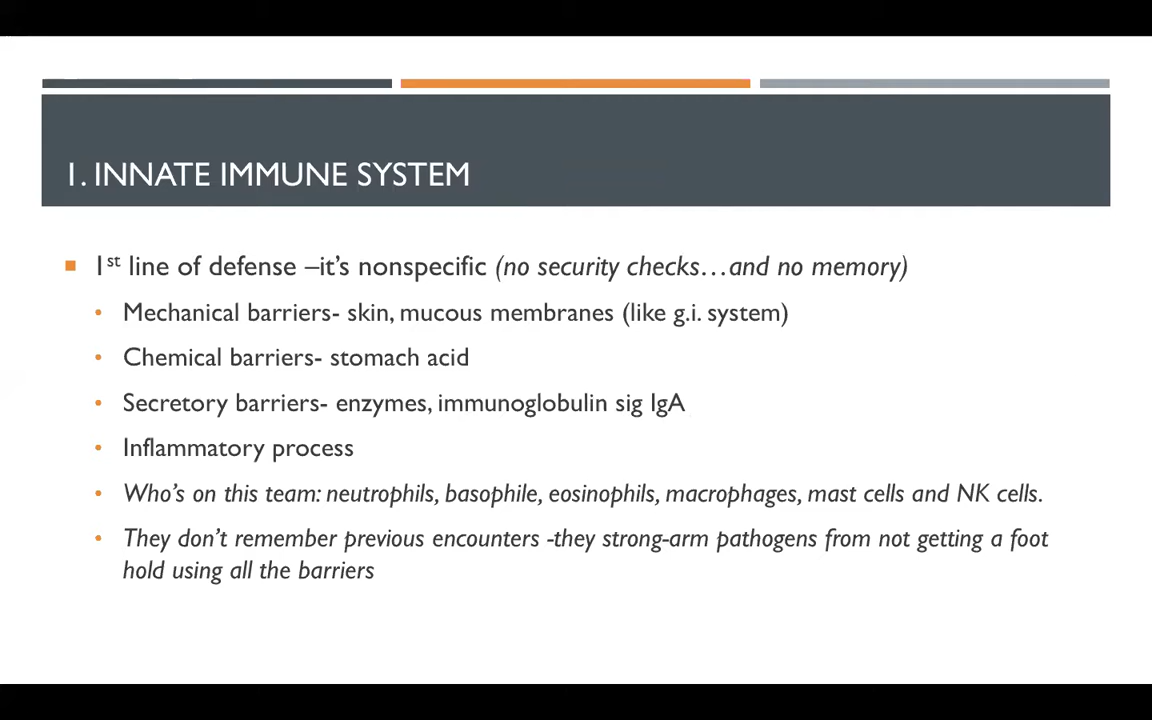 1. INNATE IMMUNE SYSTEM
1st line of defense –it's nonspecific (no security checks…and no memory)
Mechanical barriers- skin, mucous membranes (like g.i. system)
Chemical barriers- stomach acid
Secretory barriers- enzymes, immunoglobulin sig IgA
Inflammatory process
Who's on this team: neutrophils, basophile, eosinophils, macrophages, mast cells and NK cells.
They don't remember previous encounters -they strong-arm pathogens from not getting a foot
hold using all the barriers